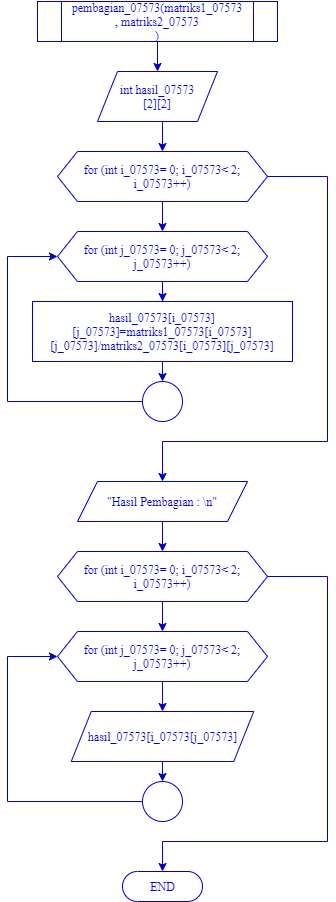 pembagian_07573(matriks1_07573
, matriks2_07573
)
int hasil_07573
[2][2]
for (int i_07573= 0; i_07573< 2;
i_07573++)
for (int j_07573= 0; j_07573< 2;
j_07573++)
hasil_07573[i_07573]
[j_07573]=matriks1_07573[i_07573]
[j_07573]/matriks2_07573[i_07573][j_07573]
"Hasil Pembagian : \n"
for (int i_07573= 0; i_07573< 2;
i_07573++)
for (int j_07573= 0; j_07573< 2;
j_07573++)
hasil_07573[i_07573[j_07573]
END